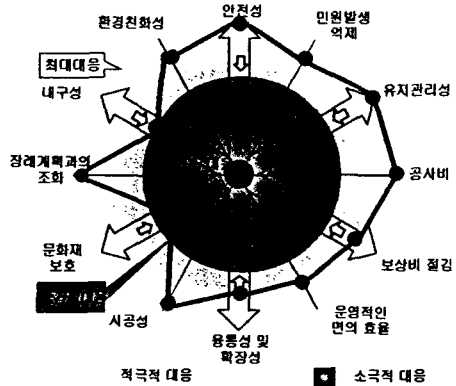 안전성
환경친화성
민원발생
억제
최대대응
내구성
유지관리성
장례계획과의
조화
공사비
문화재
보호
보상비 절김
시공성
운영적인
면의 효율
융통성 및
확장성
적극적 대응
소극적 대응